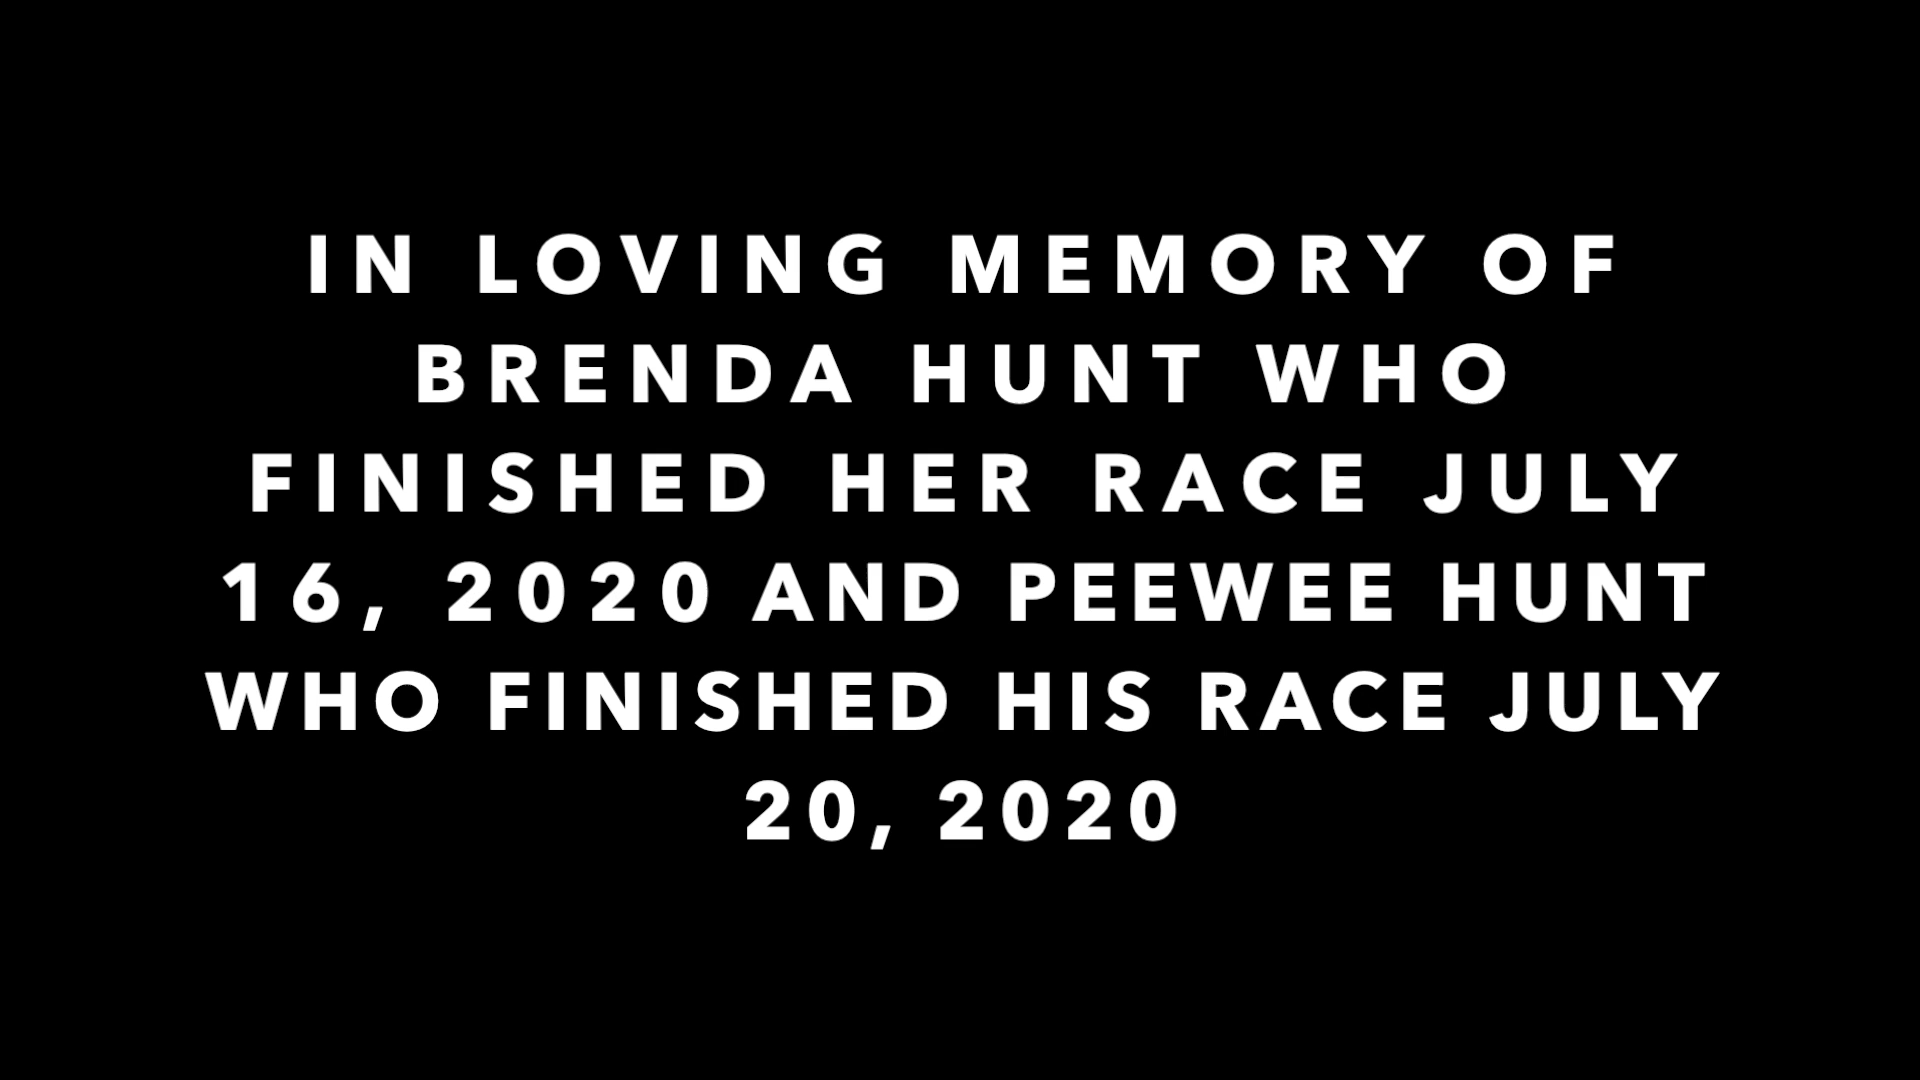 IN LOVING MEMORY OF
BRENDA HUNT WHO
FINISHED HER RACE JULY
16, 2020 AND PEEWEE HUNT
WHO FINISHED HIS RACE JULY
20, 2020